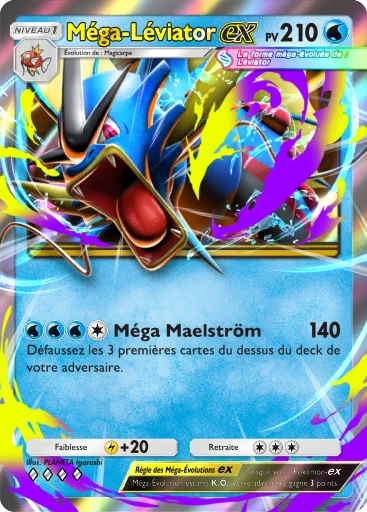 NIVEAU 1
Méga-Léviator ex PV 210
Évolution de : Magicarpe
La forme méga-évoluée de :
Léviator
Méga Maelström 140
Défaussez les 3 premières cartes du dessus du deck de
votre adversaire.
Faiblesse +20 Retraite
Illus. PLANETA Igarashi
Règle des Méga-Évolutions ex Lorsque votre Pokémon-ex
Méga-Évolution est mis K.O., votre adversaire gagne 3 points.